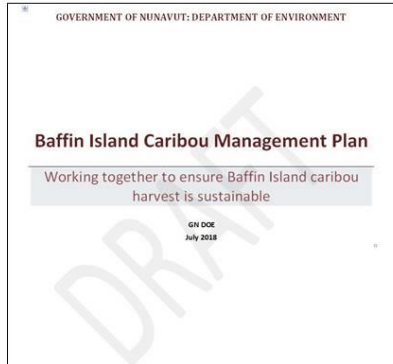 GOVERNMENT OF NUNAVUT: DEPARTMENT OF ENVIRONMENT
Baffin Island Caribou Management Plan
Working together to ensure Baffin Island caribou
harvest is sustainable
GN DOE
July 2018
DRAFT